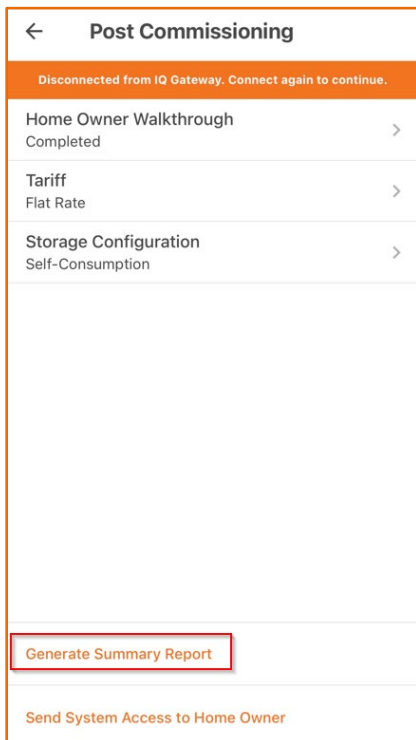 Post Commissioning
Disconnected from IQ Gateway. Connect again to continue.
Home Owner Walkthrough
Completed
Tariff
Flat Rate
Storage Configuration
Self-Consumption
Generate Summary Report
Send System Access to Home Owner